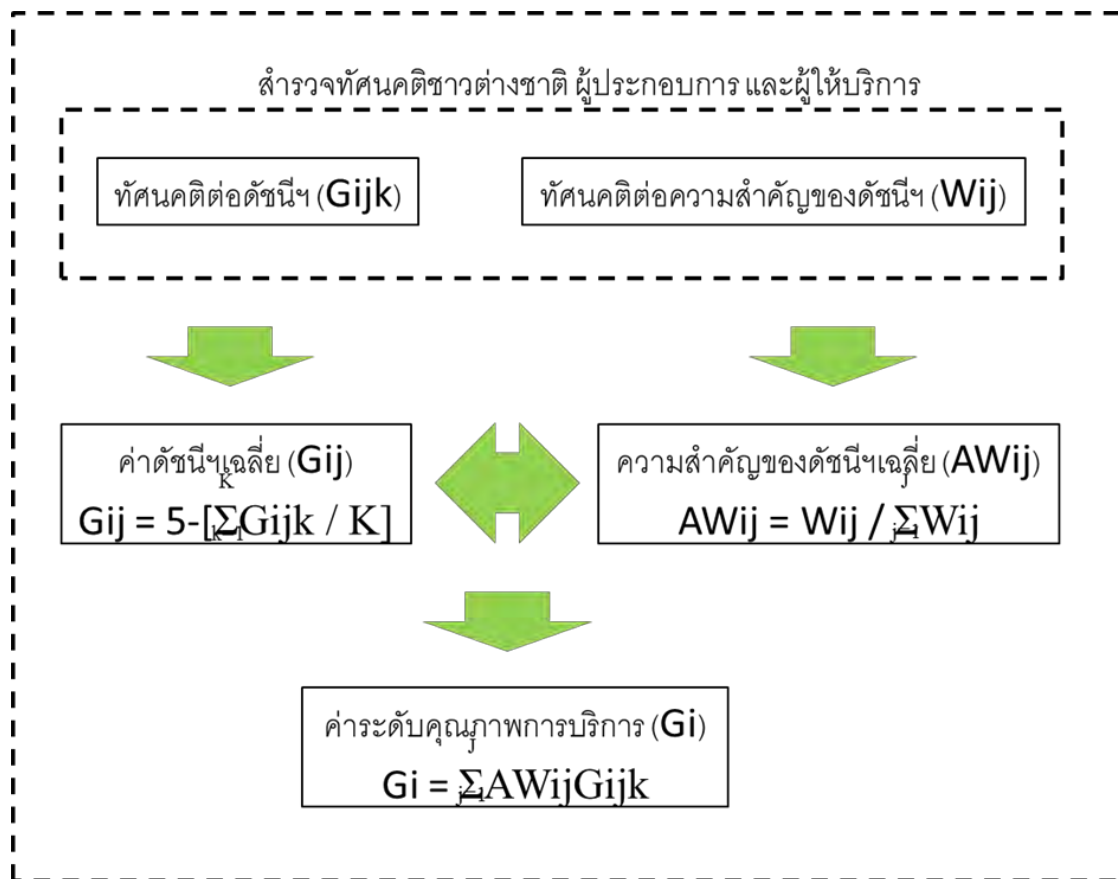 สำรวจทัศนคติชาวต่างชาติ ผู้ประกอบการ และผู้ให้บริการ
ทัศนคติต่อดัชนีฯ (Gijk)
ทัศนคติต่อความสำคัญของดัชนีฯ (Wij)
ค่าดัชนีฯเฉลี่ย (Gij)
K
Gij = 5-[∑Gijk / K]
k=1
ความสำคัญของดัชนีฯเฉลี่ย (AWij)
J
AWij = Wij / ∑Wij
j=1
ค่าระดับคุณภาพการบริการ (Gi)
J
Gi = ∑AWijGijk
j=1